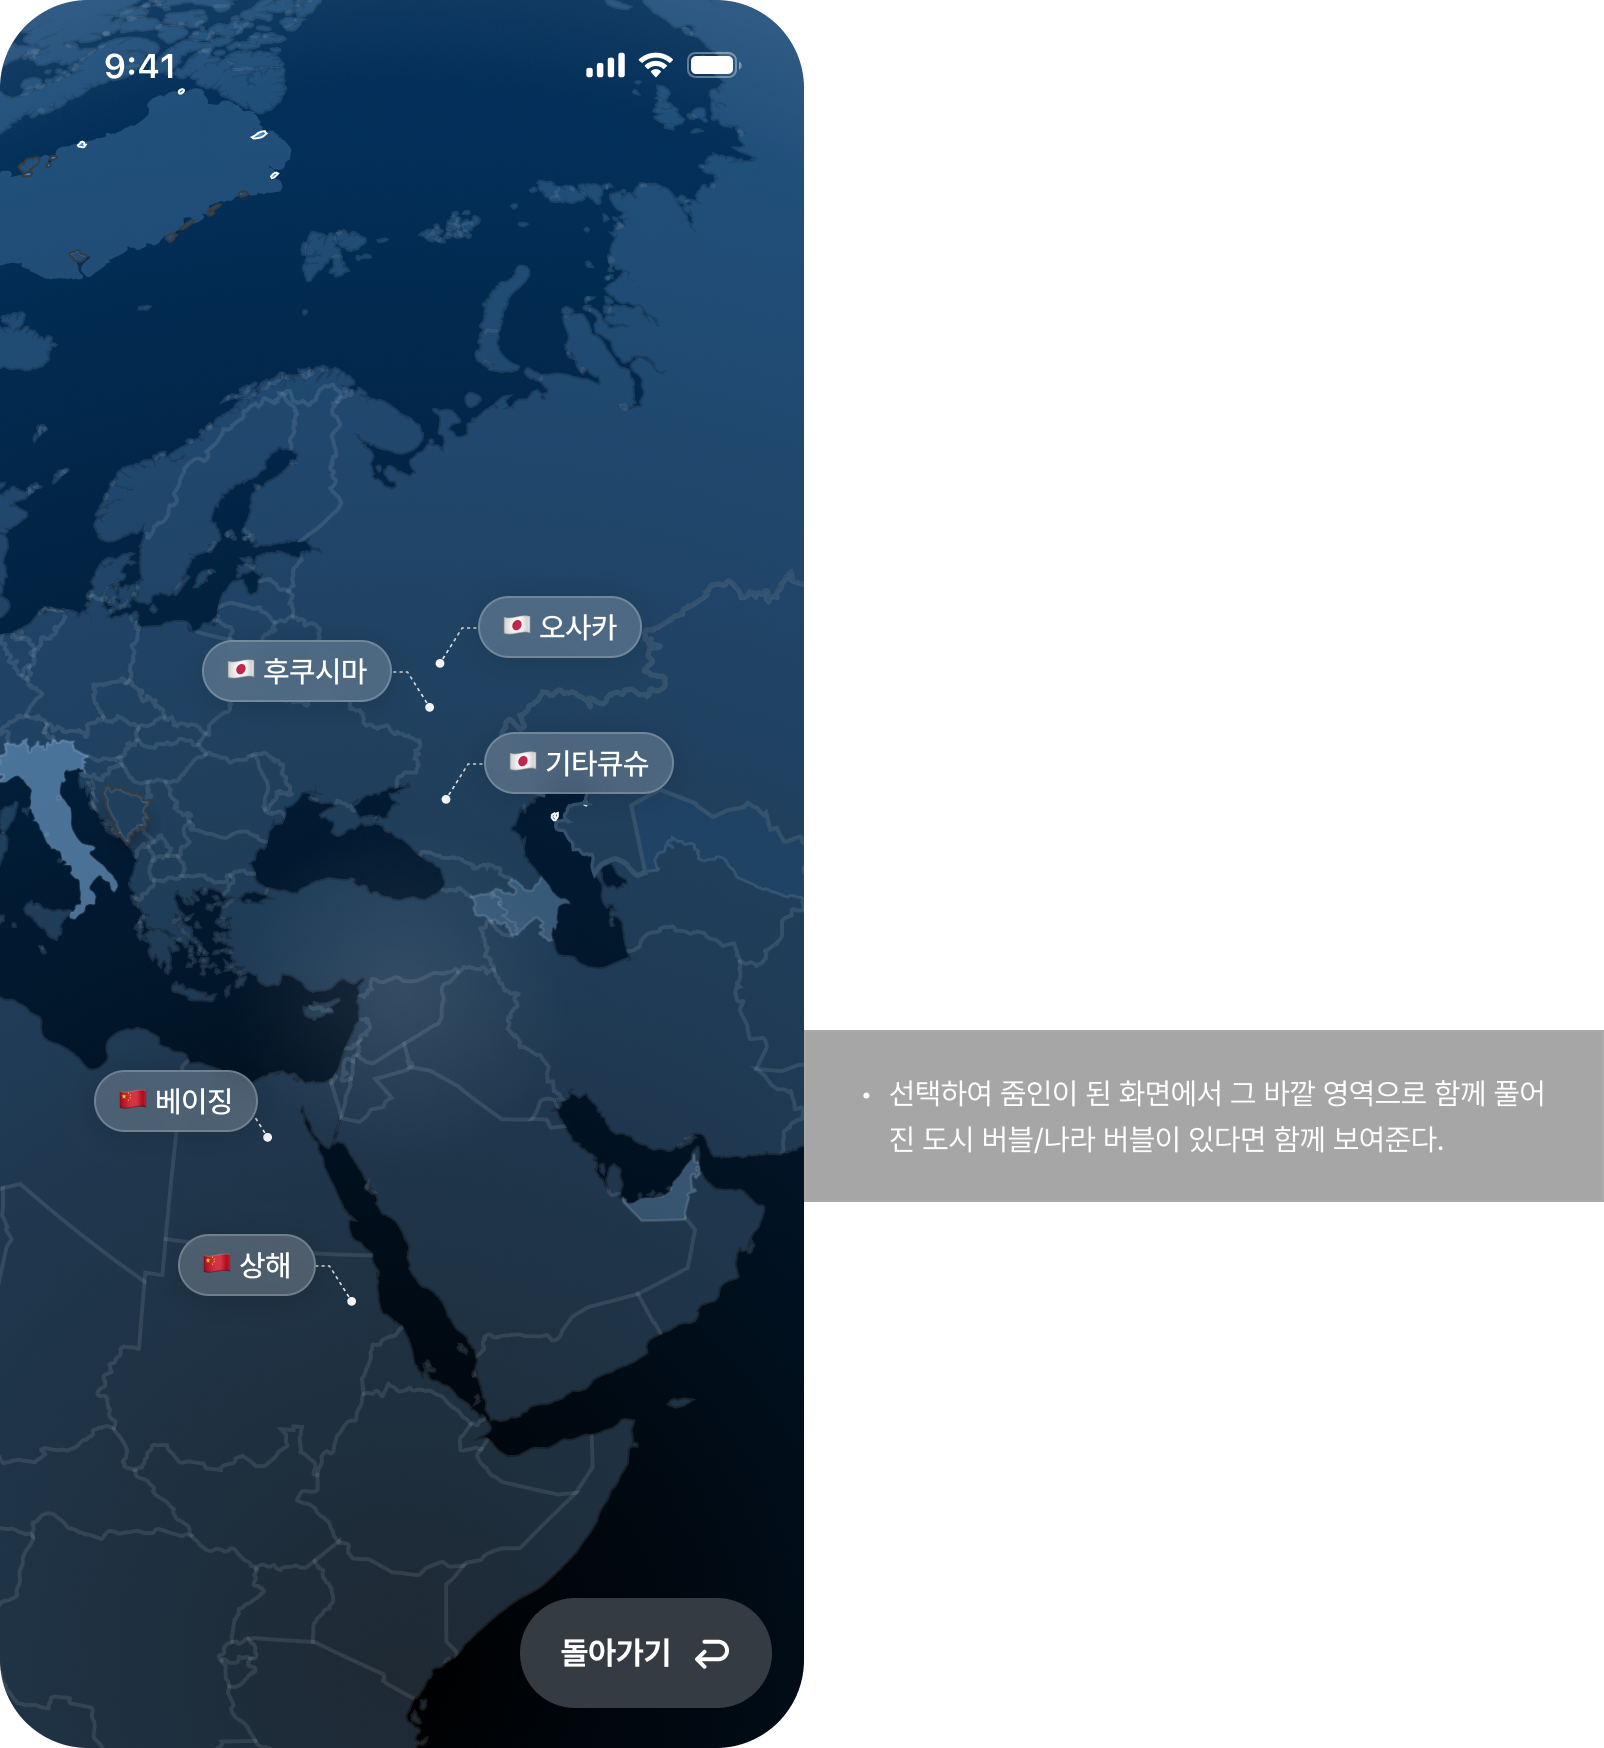 9:41
오사카
후쿠시마
기타큐슈
베이징
선택하여 줌인이 된 화면에서 그 바깥 영역으로 함께 풀어
진 도시 버블/나라 버블이 있다면 함께 보여준다.
상해
돌아가기